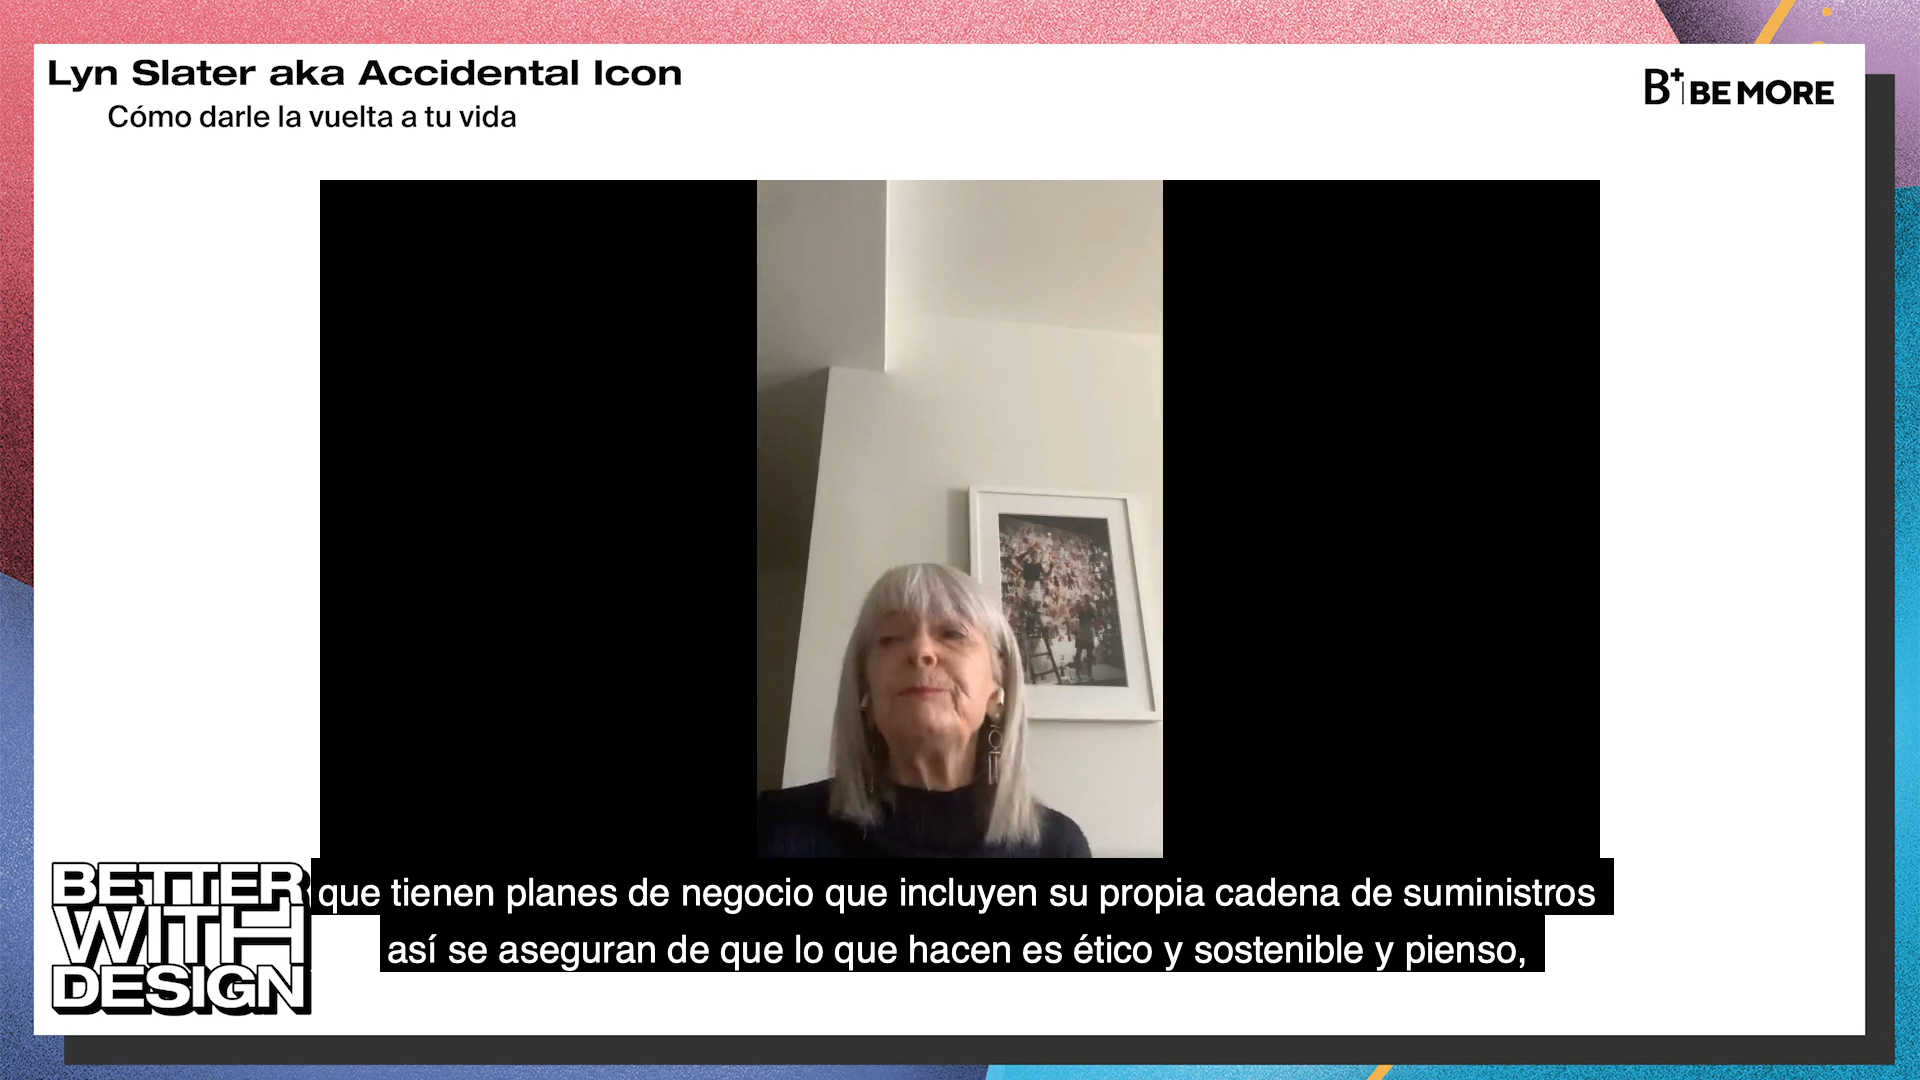 Lyn Slater aka Accidental Icon
Cómo darle la vuelta a tu vida
B+ BE MORE
BETTER
WITH
DESIGN
que tienen planes de negocio que incluyen su propia cadena de suministros
así se aseguran de que lo que hacen es ético y sostenible y pienso,